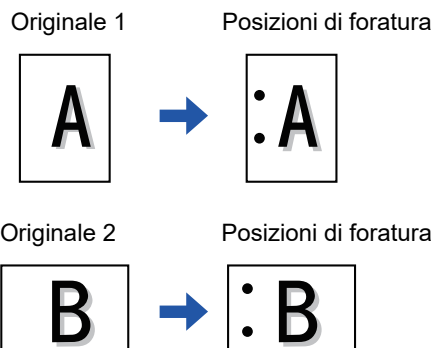 Originale 1 Posizioni di foratura
A A
Originale 2 Posizioni di foratura
B B